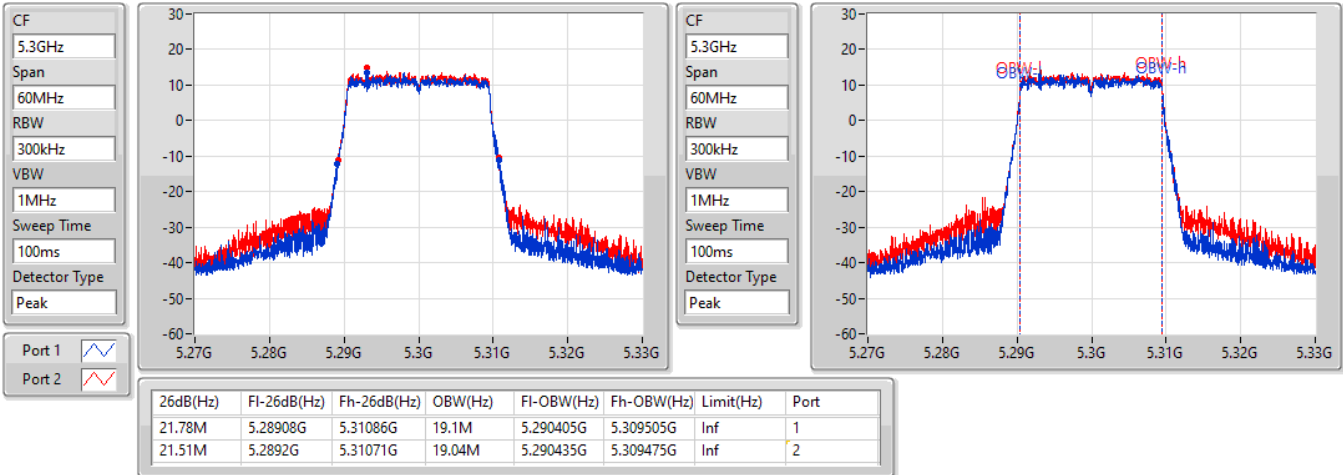 CF
5.3GHz
Span
60MHz
RBW
300kHz
VBW
1MHz
Sweep Time
100ms
Detector Type
Peak
Port 1
Port 2
30
20
10
0
-10
-20
-30
-40
-50
-60
5.27G 5.28G 5.29G 5.3G 5.31G 5.32G 5.33G
CF
5.3GHz
Span
60MHz
RBW
300kHz
VBW
1MHz
Sweep Time
100ms
Detector Type
Peak
30
20
10
0
-10
-20
-30
-40
-50
-60
OBW-l OBW-h
OBW-l OBW-h
5.27G 5.28G 5.29G 5.3G 5.31G 5.32G 5.33G
26dB(Hz) Fl-26dB(Hz) Fh-26dB(Hz) OBW(Hz) Fl-OBW(Hz) Fh-OBW(Hz) Limit(Hz) Port
21.78M 5.28908G 5.31086G 19.1M 5.290405G 5.309505G Inf 1
21.51M 5.2892G 5.31071G 19.04M 5.290435G 5.309475G Inf 2